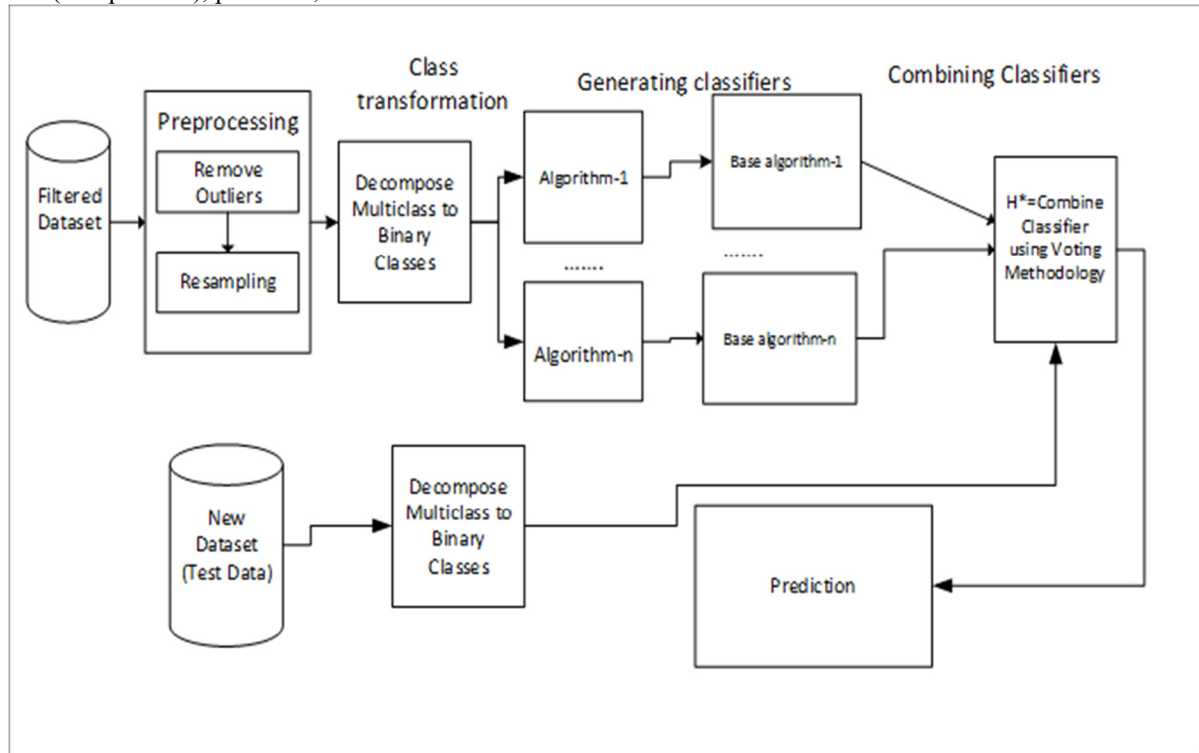 Class
transformation
Generating classifiers
Combining Classifiers
Filtered
Dataset
Preprocessing
Remove
Outliers
Resampling
Decompose
Multiclass to
Binary
Classes
Algorithm-1
.......
Algorithm-n
Base algorithm-1
.......
Base algorithm-n
H*=Combine
Classifier
using Voting
Methodology
New
Dataset
(Test Data)
Decompose
Multiclass to
Binary
Classes
Prediction